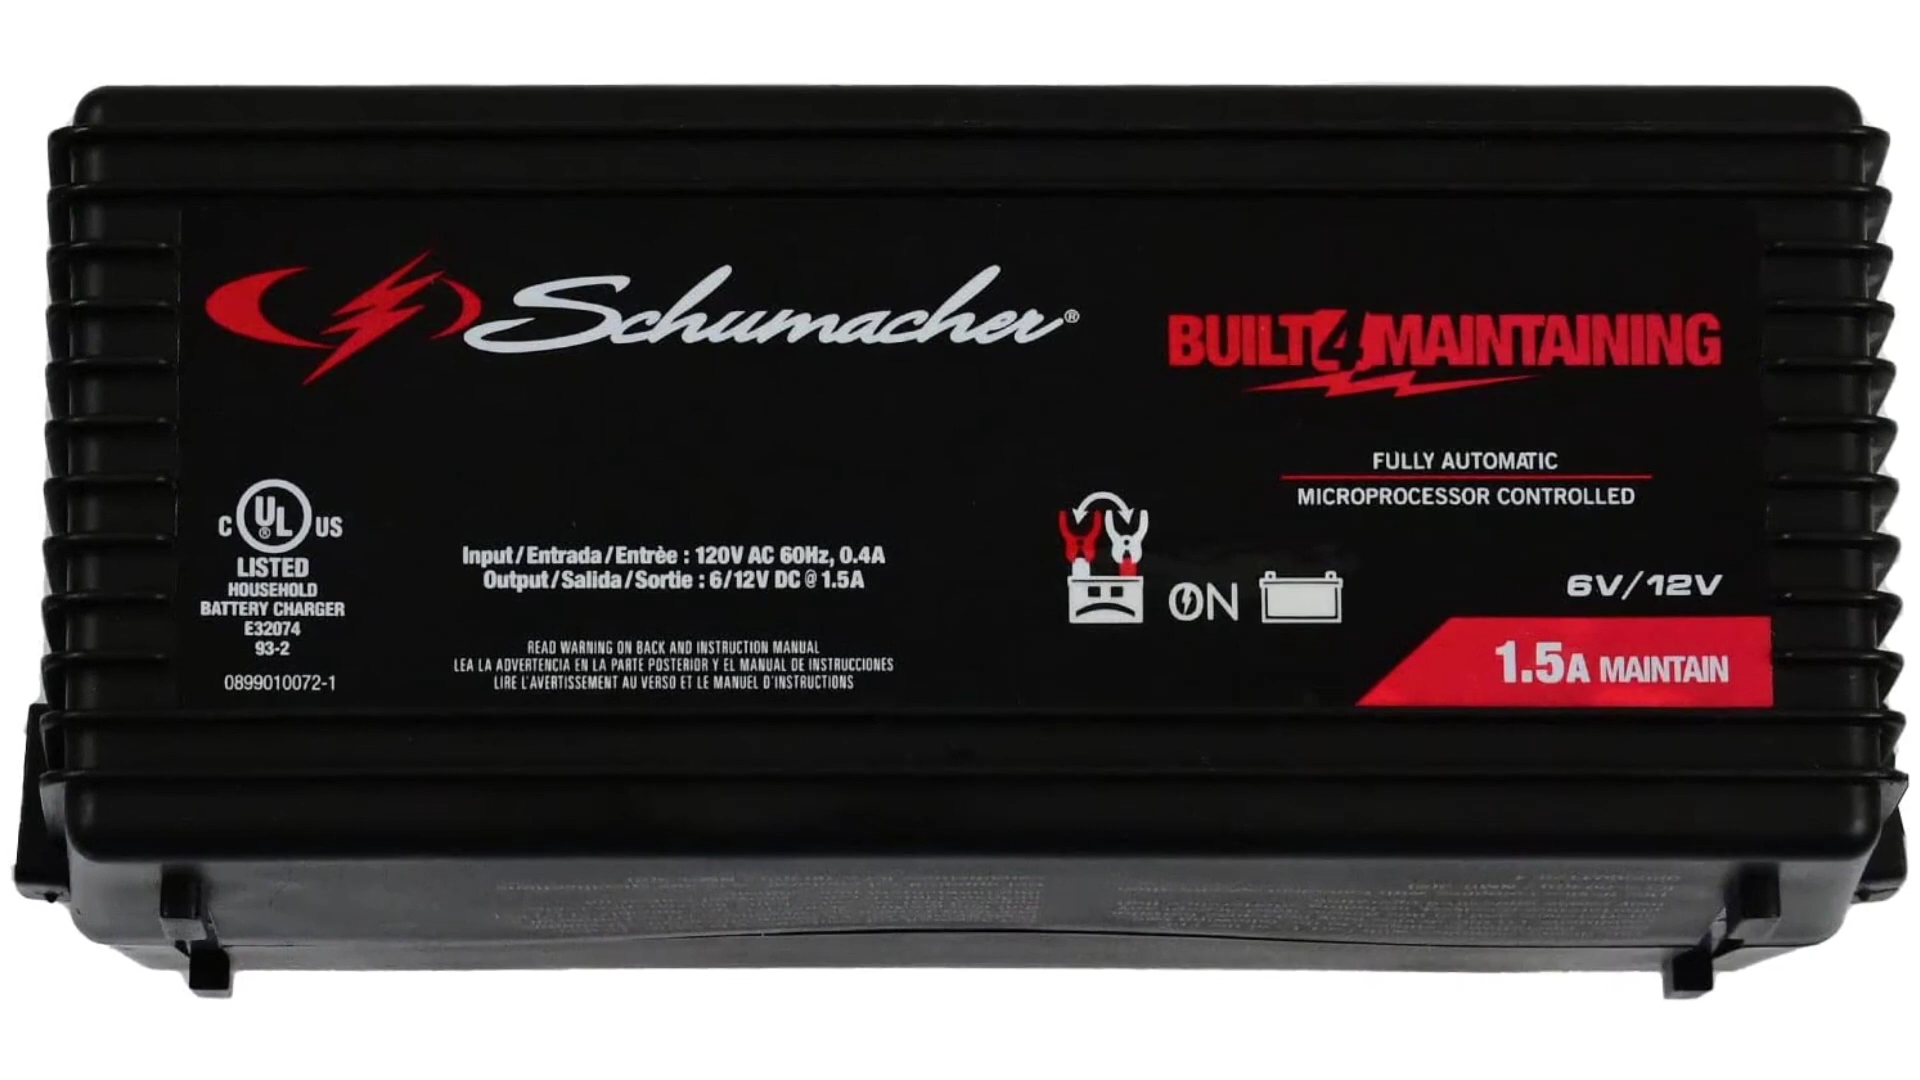 Schumacher®
BUILT4MAINTAINING
FULLY AUTOMATIC
MICROPROCESSOR CONTROLLED
C UL® US
LISTED
HOUSEHOLD
BATTERY CHARGER
E32074
93-2
0899010072-1
Input/Entrada/Entrèe : 120V AC 60Hz, 0.4A
Output/Salida/Sortie : 6/12V DC @ 1.5A
READ WARNING ON BACK AND INSTRUCTION MANUAL
LEA LA ADVERTENCIA EN LA PARTE POSTERIOR Y EL MANUAL DE INSTRUCCIONES
LIRE L'AVERTISSEMENT AU VERSO ET LE MANUEL D'INSTRUCTIONS
ON
6V/12V
1.5A MAINTAIN